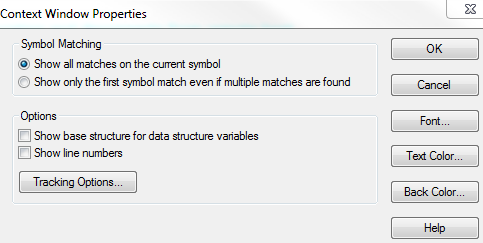 Context Window Properties
Symbol Matching
Show all matches on the current symbol
Show only the first symbol match even if multiple matches are found
Options
Show base structure for data structure variables
Show line numbers
Tracking Options...
OK
Cancel
Font...
Text Color...
Back Color...
Help